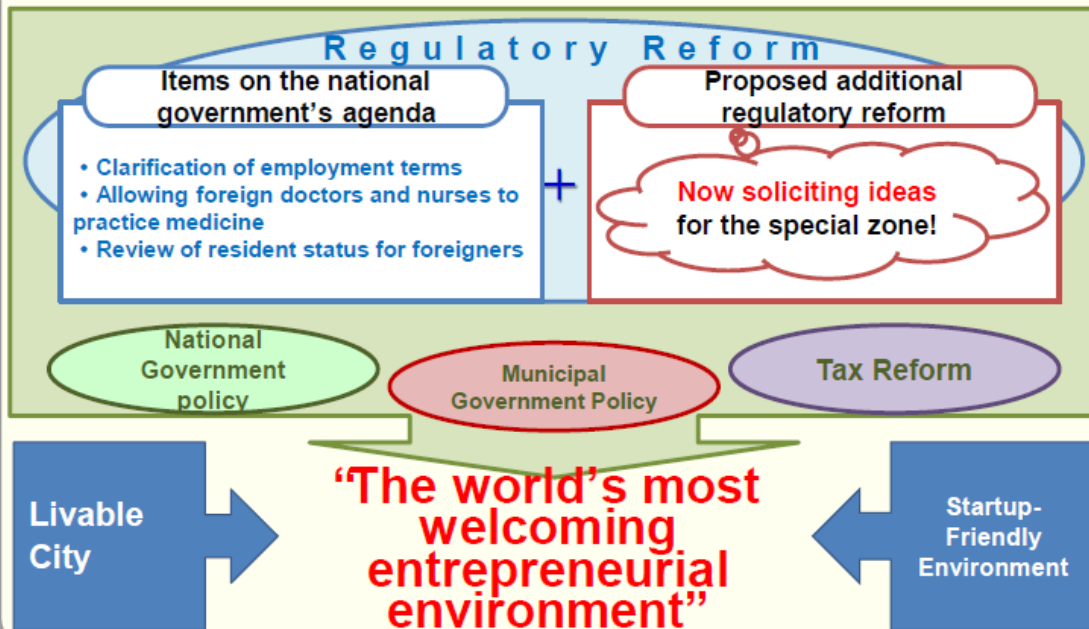 Regulatory Reform
Items on the national
government’s agenda
• Clarification of employment terms
• Allowing foreign doctors and nurses to
practice medicine
• Review of resident status for foreigners
+
Proposed additional
regulatory reform
Now soliciting ideas
for the special zone!
National
Government
policy
Municipal
Government Policy
Tax Reform
Livable
City
“The world’s most
welcoming
entrepreneurial
environment”
Startup-
Friendly
Environment